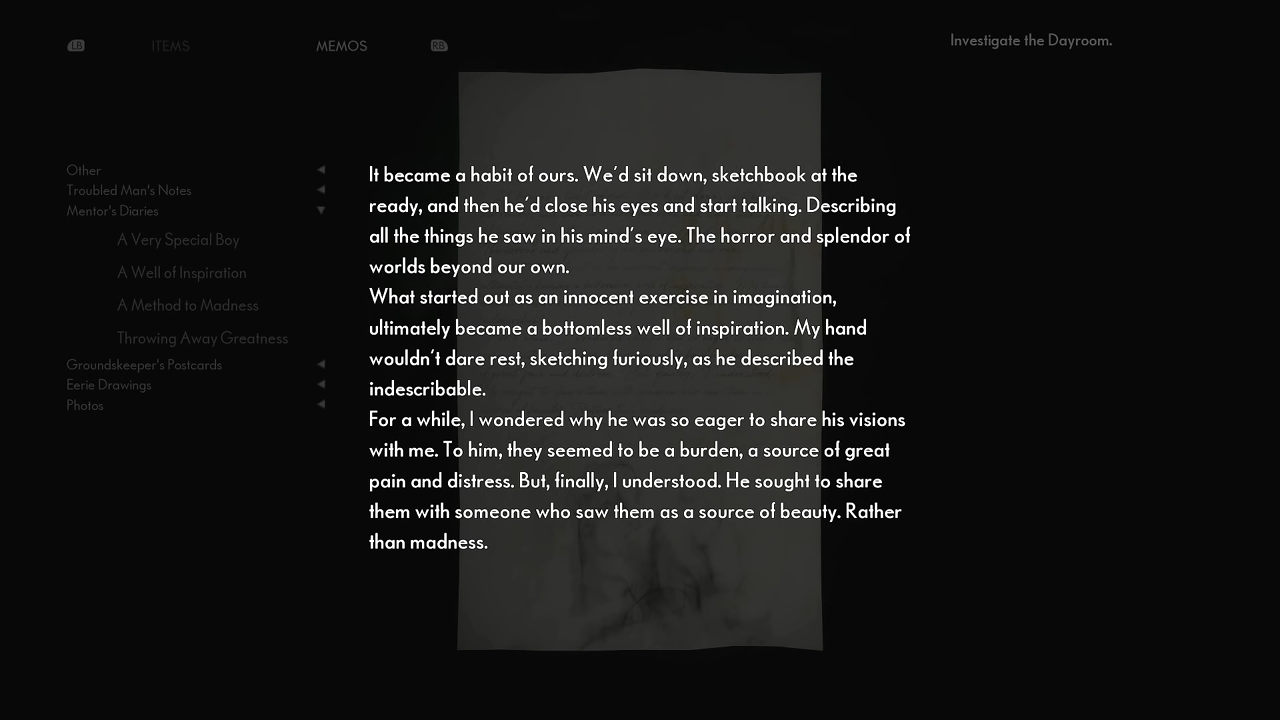 LB
ITEMS
MEMOS
RB
Investigate the Dayroom.
Other
Troubled Man's Notes
Mentor's Diaries
A Very Special Boy
A Well of Inspiration
A Method to Madness
Throwing Away Greatness
Groundskeeper's Postcards
Eerie Drawings
Photos
It became a habit of ours. We'd sit down, sketchbook at the
ready, and then he'd close his eyes and start talking. Describing
all the things he saw in his mind's eye. The horror and splendor of
worlds beyond our own.
What started out as an innocent exercise in imagination,
ultimately became a bottomless well of inspiration. My hand
wouldn't dare rest, sketching furiously, as he described the
indescribable.
For a while, I wondered why he was so eager to share his visions
with me. To him, they seemed to be a burden, a source of great
pain and distress. But, finally, I understood. He sought to share
them with someone who saw them as a source of beauty. Rather
than madness.